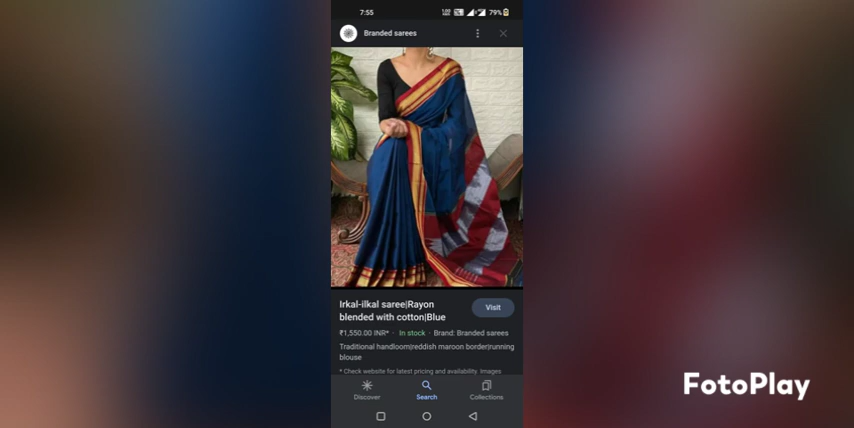 7:55
79%
Branded sarees
Irkal-ilkal saree|Rayon
blended with cotton|Blue
Visit
₹1,550.00 INR* · In stock · Brand: Branded sarees
Traditional handloom|reddish maroon border|running
blouse
* Check website for latest pricing and availability. Images
Discover
Search
Collections
FotoPlay